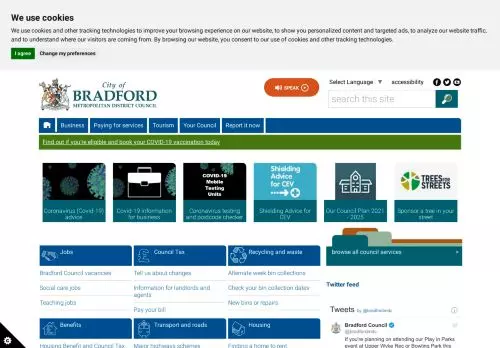 We use cookies
We use cookies and other tracking technologies to improve your browsing experience on our website, to show you personalized content and targeted ads, to analyze our website traffic,
and to understand where our visitors are coming from. By browsing our website, you consent to our use of cookies and other tracking technologies.
I agree Change my preferences
City of
BRADFORD
METROPOLITAN DISTRICT COUNCIL
SPEAK
Select Language accessibility
search this site
Business Paying for services Tourism Your Council Report it now
Find out if you're eligible and book your COVID-19 vaccination today
COVID-19
Mobile
Testing
Units
Shielding
Advice
for CEV
TREES FOR
STREETS
Coronavirus (Covid-19)
advice
Covid-19 information
for business
Coronavirus testing
and postcode checker
Shielding Advice for
CEV
Our Council Plan 2021
- 2025
Sponsor a tree in your
street
Jobs
Council Tax
Recycling and waste
browse all council services
Bradford Council vacancies
Tell us about changes
Alternate week bin collections
Social care jobs
Information for landlords and
agents
Check your bin collection dates
Teaching jobs
Pay your bill
New bins or repairs
Twitter feed
Tweets by @bradfordmdc
Bradford Council
@bradfordmdc
If you're planning on attending our Play in Parks
event at Upper Wyke Rec or Bowling Park this
Benefits
Transport and roads
Housing
Housing Benefit and Council Tax
Major highways schemes
Finding a home to rent